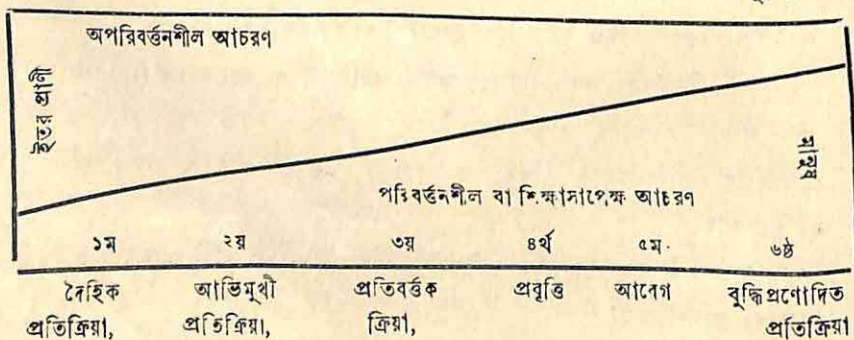 অপরিবর্ত্তনশীল আচরণ
ইতর প্রাণী
মানুষ
পরিবর্ত্তনশীল বা শিক্ষাসাপেক্ষ আচরণ
১ম ২য় ৩য় ৪র্থ ৫ম ৬ষ্ঠ
দৈহিক আভিমুখী প্রতিবর্ত্তক প্রবৃত্তি আবেগ বুদ্ধিপ্রণোদিত
প্রতিক্রিয়া, প্রতিক্রিয়া, ক্রিয়া, প্রতিক্রিয়া